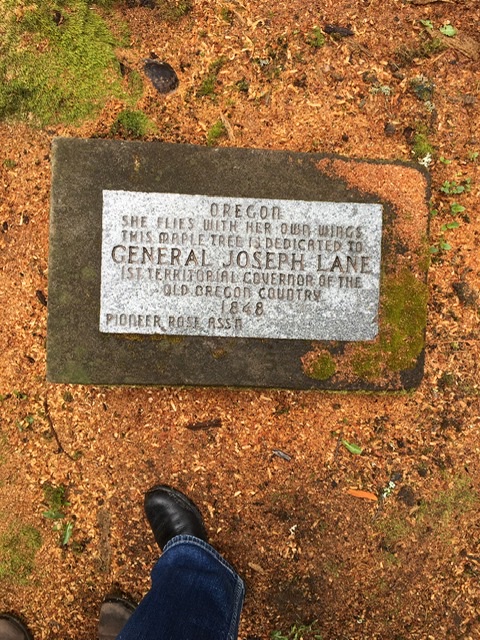 OREGON
SHE FLIES WITH HER OWN WINGS
THIS MAPLE TREE IS DEDICATED TO
GENERAL JOSEPH LANE
1ST TERRITORIAL GOVERNOR OF THE
OLD OREGON COUNTRY
1848
PIONEER ROSE ASS'N